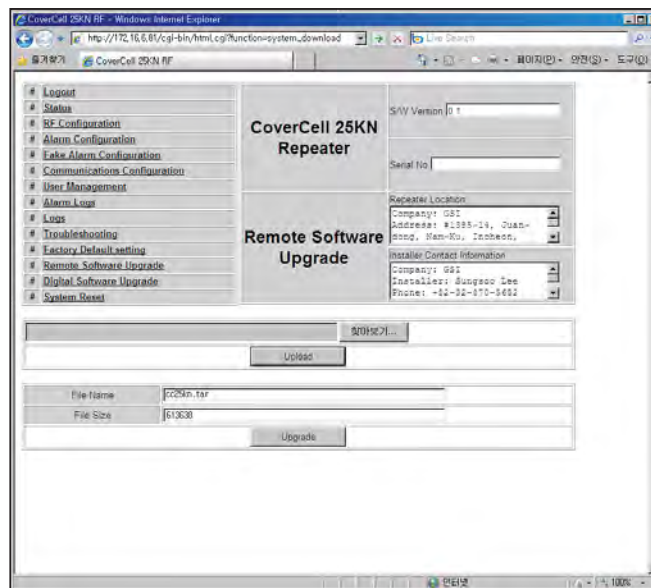 CoverCell 25KN RF - Windows Internet Explorer
http://172.16.6.81/cgi-bin/html.cgi?function=system_download
Live Search
즐겨찾기
CoverCell 25KN RF
페이지(P)
안전(S)
도구(O)
# Logout
# Status
# RF Configuration
# Alarm Configuration
# Fake Alarm Configuration
# Communications Configuration
# User Management
# Alarm Logs
# Logs
# Troubleshooting
# Factory Default setting
# Remote Software Upgrade
# Digital Software Upgrade
# System Reset
CoverCell 25KN
Repeater
S/W Version 0.1
Serial No
Remote Software
Upgrade
Repeater Location
Company: GSI
Address: #1385-14, Juan-
dong, Nam-Ku, Incheon,
Installer Contact Information
Company: GSI
Installer: Sungsoo Lee
Phone: +82-32-870-5682
찾아보기...
Upload
File Name
cc25kn.tar
File Size
613630
Upgrade
인터넷
100%